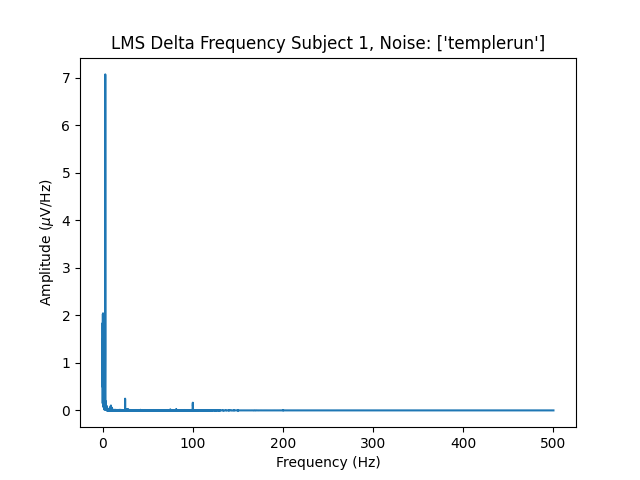 LMS Delta Frequency Subject 1, Noise: ['templerun']
7
6
5
4
3
2
1
0
Amplitude (μV/Hz)
0 100 200 300 400 500
Frequency (Hz)